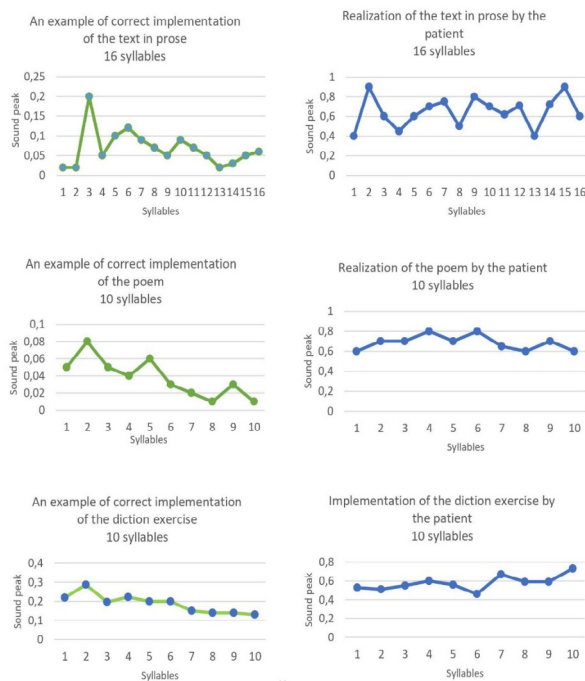 An example of correct implementation
of the text in prose
16 syllables
0,25
0,2
0,15
0,1
0,05
0
Sound peak
1 2 3 4 5 6 7 8 9 10 11 12 13 14 15 16
Syllables
Realization of the text in prose by the
patient
16 syllables
1
0,8
0,6
0,4
0,2
0
Sound peak
1 2 3 4 5 6 7 8 9 10 11 12 13 14 15 16
Syllables
An example of correct implementation
of the poem
10 syllables
0,1
0,08
0,06
0,04
0,02
0
Sound peak
1 2 3 4 5 6 7 8 9 10
Syllables
Realization of the poem by the patient
10 syllables
1
0,8
0,6
0,4
0,2
0
Sound peak
1 2 3 4 5 6 7 8 9 10
Syllables
An example of correct implementation
of the diction exercise
10 syllables
0,4
0,3
0,2
0,1
0
Sound peak
1 2 3 4 5 6 7 8 9 10
Syllables
Implementation of the diction exercise by
the patient
10 syllables
0,8
0,6
0,4
0,2
0
Sound peak
1 2 3 4 5 6 7 8 9 10
Syllables